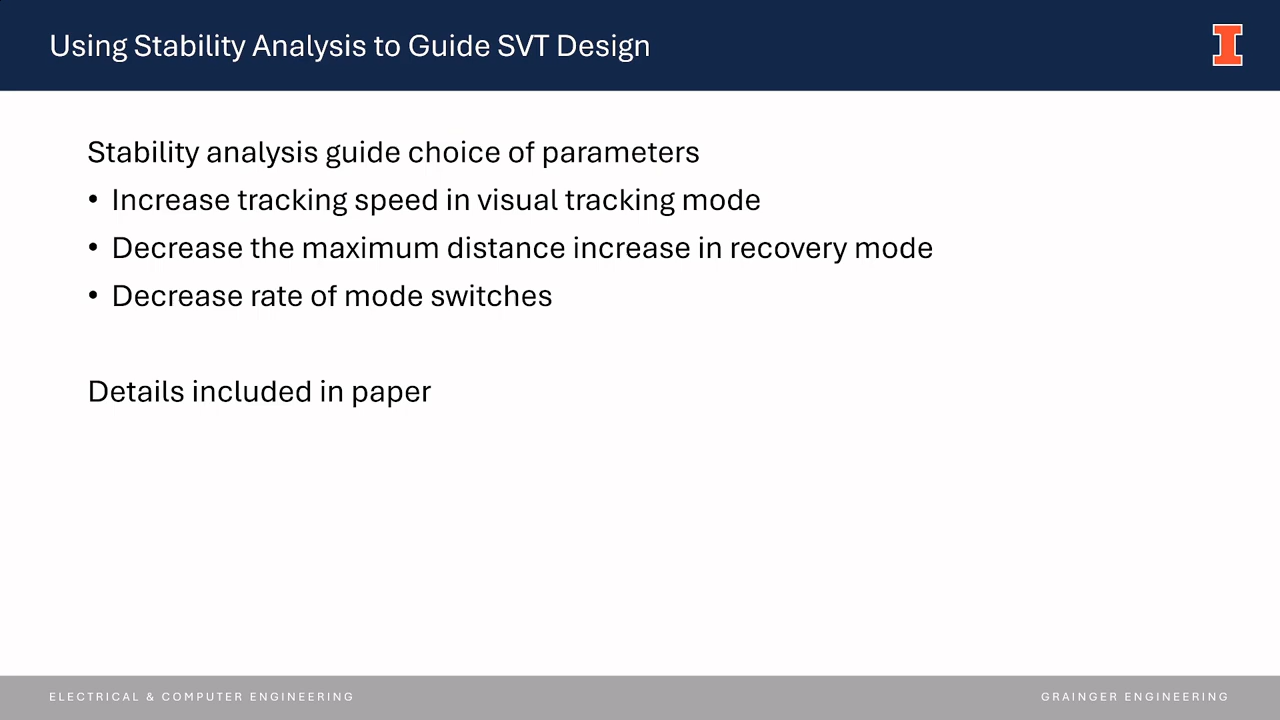 Using Stability Analysis to Guide SVT Design
I
Stability analysis guide choice of parameters
• Increase tracking speed in visual tracking mode
• Decrease the maximum distance increase in recovery mode
• Decrease rate of mode switches
Details included in paper
ELECTRICAL & COMPUTER ENGINEERING
GRAINGER ENGINEERING